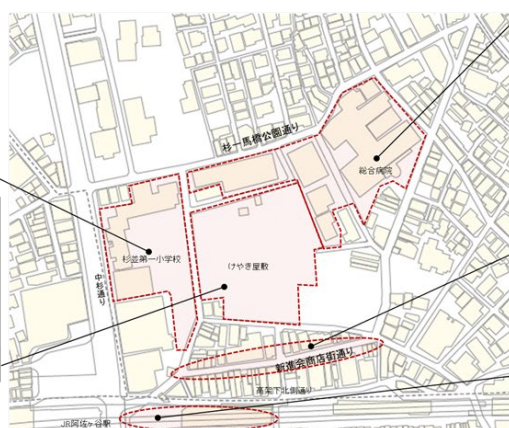 杉一馬橋公園通り
総合病院
杉並第一小学校
けやき屋敷
中杉通り
新進会商店街通り
高架下北側通り
JR阿佐ヶ谷駅